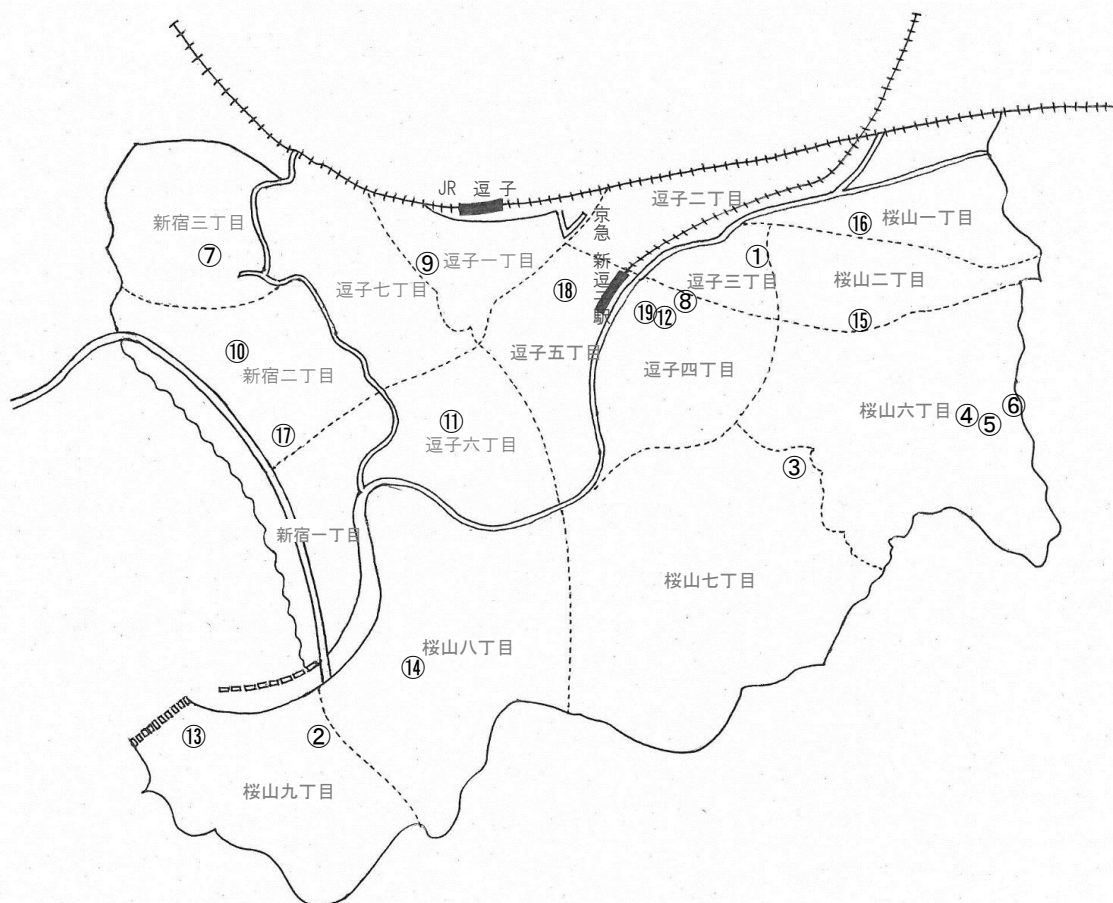 JR 逗子
逗子二丁目
京急 新逗子駅
新宿三丁目
⑦
⑨
逗子一丁目
逗子七丁目
⑱
①
逗子三丁目
⑯
桜山一丁目
桜山二丁目
⑮
⑲
⑫
⑧
⑩
新宿二丁目
逗子五丁目
逗子四丁目
⑰
⑪
逗子六丁目
桜山六丁目
④
⑤
⑥
③
新宿一丁目
桜山七丁目
桜山八丁目
⑭
⑬
②
桜山九丁目